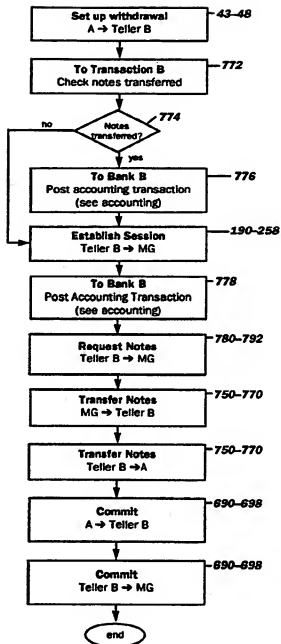 Set up withdrawal
A → Teller B
43–48
To Transaction B
Check notes transferred
772
Notes
transferred?
774
no
yes
To Bank B
Post accounting transaction
(see accounting)
776
Establish Session
Teller B → MG
190–258
To Bank B
Post Accounting Transaction
(see accounting)
778
Request Notes
Teller B → MG
780–792
Transfer Notes
MG → Teller B
750–770
Transfer Notes
Teller B →A
750–770
Commit
A → Teller B
690–698
Commit
Teller B → MG
690–698
end